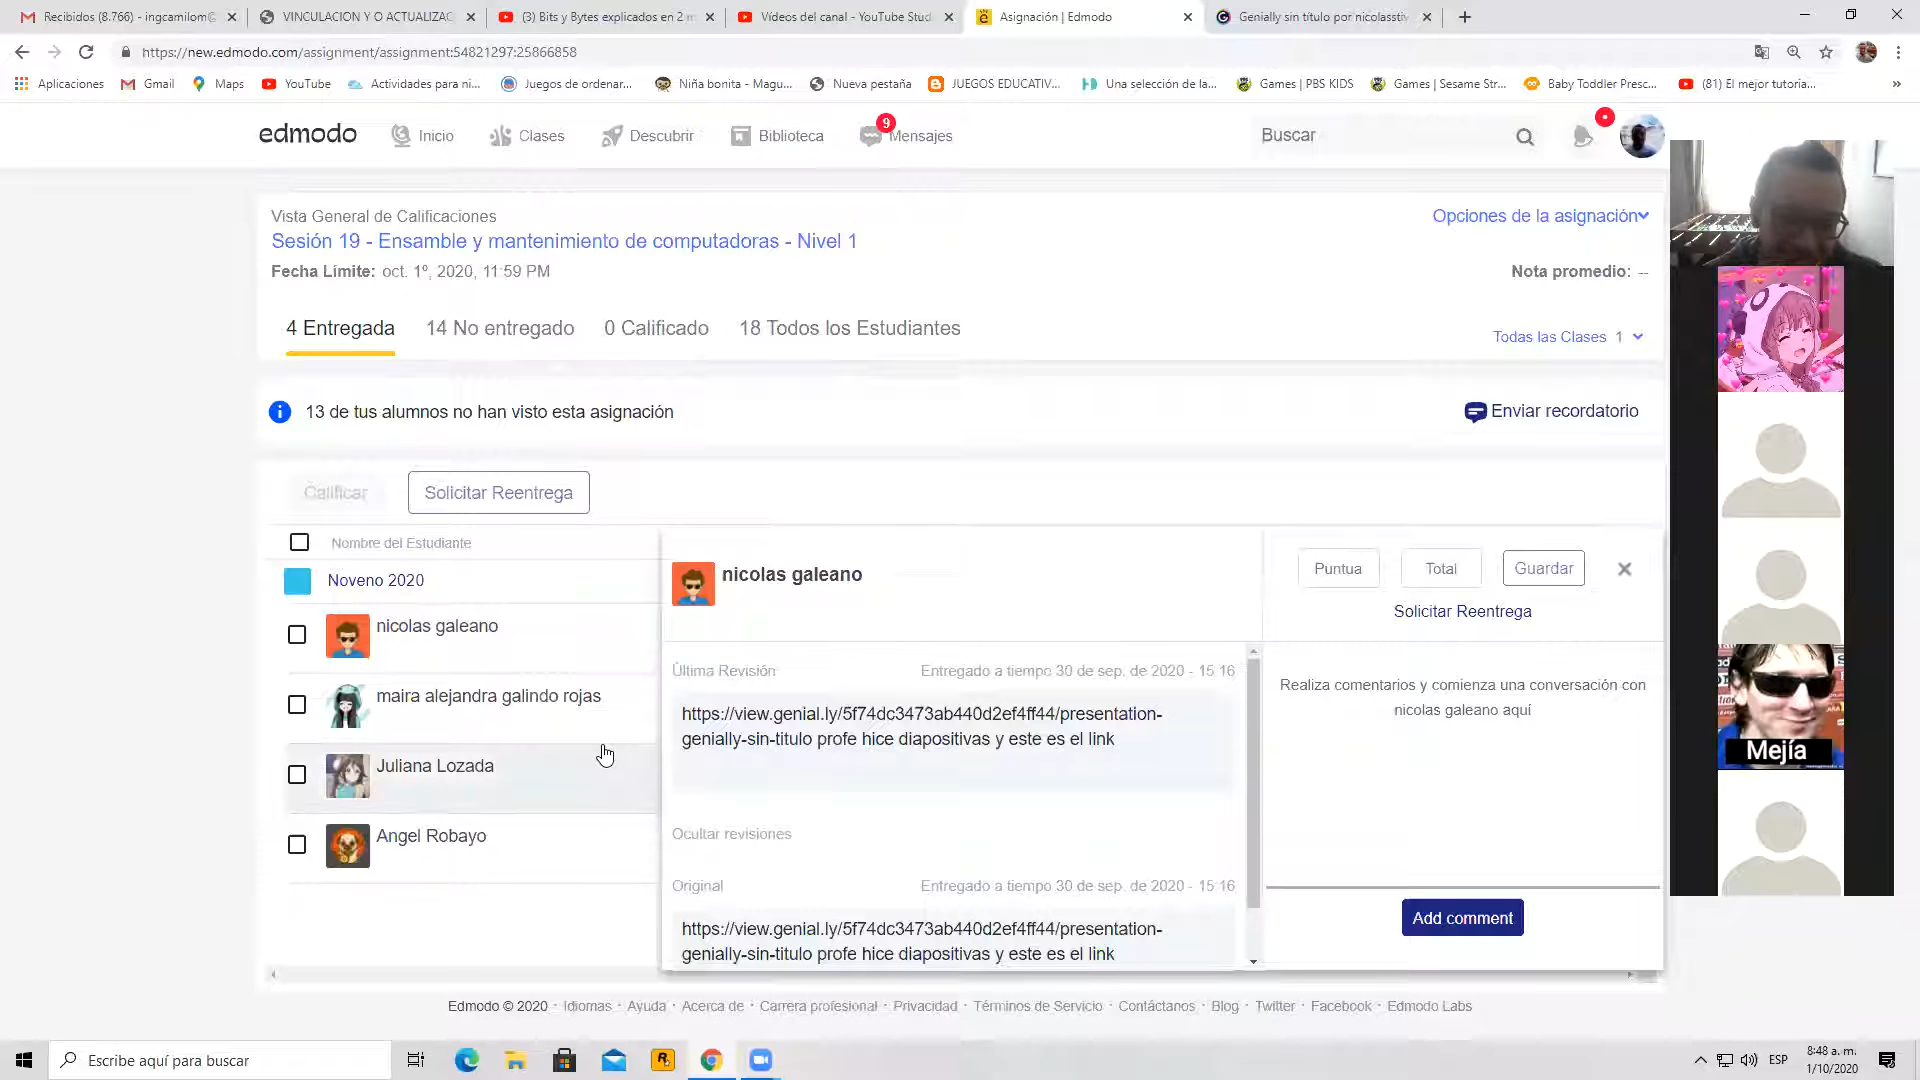 Recibidos (8.766) - ingcamilom@
VINCULACION Y O ACTUALIZAC
(3) Bits y Bytes explicados en 2 m
Vídeos del canal - YouTube Stud
Asignación | Edmodo
Genially sin título por nicolasstiv
https://new.edmodo.com/assignment/assignment:54821297:25866858
Aplicaciones
Gmail
Maps
YouTube
Actividades para ni...
Juegos de ordenar...
Niña bonita - Magu...
Nueva pestaña
JUEGOS EDUCATIV...
Una selección de la...
Games | PBS KIDS
Games | Sesame Str...
Baby Toddler Presc...
(81) El mejor tutoria...
edmodo
Inicio
Clases
Descubrir
Biblioteca
9
Mensajes
Buscar
Vista General de Calificaciones
Opciones de la asignación
Sesión 19 - Ensamble y mantenimiento de computadoras - Nivel 1
Fecha Límite: oct. 1º, 2020, 11:59 PM
Nota promedio: --
4 Entregada
14 No entregado
0 Calificado
18 Todos los Estudiantes
Todas las Clases 1
13 de tus alumnos no han visto esta asignación
Enviar recordatorio
Calificar
Solicitar Reentrega
Nombre del Estudiante
Noveno 2020
nicolas galeano
maira alejandra galindo rojas
Juliana Lozada
Angel Robayo
nicolas galeano
Puntua
Total
Guardar
Solicitar Reentrega
Última Revisión
Entregado a tiempo 30 de sep. de 2020 - 15:16
https://view.genial.ly/5f74dc3473ab440d2ef4ff44/presentation-
genially-sin-titulo profe hice diapositivas y este es el link
Ocultar revisiones
Original
Entregado a tiempo 30 de sep. de 2020 - 15:16
https://view.genial.ly/5f74dc3473ab440d2ef4ff44/presentation-
genially-sin-titulo profe hice diapositivas y este es el link
Realiza comentarios y comienza una conversación con
nicolas galeano aquí
Add comment
Mejía
Edmodo © 2020 · Idiomas · Ayuda · Acerca de · Carrera profesional · Privacidad · Términos de Servicio · Contáctanos · Blog · Twitter · Facebook · Edmodo Labs
Escribe aquí para buscar
ESP
8:48 a. m.
1/10/2020